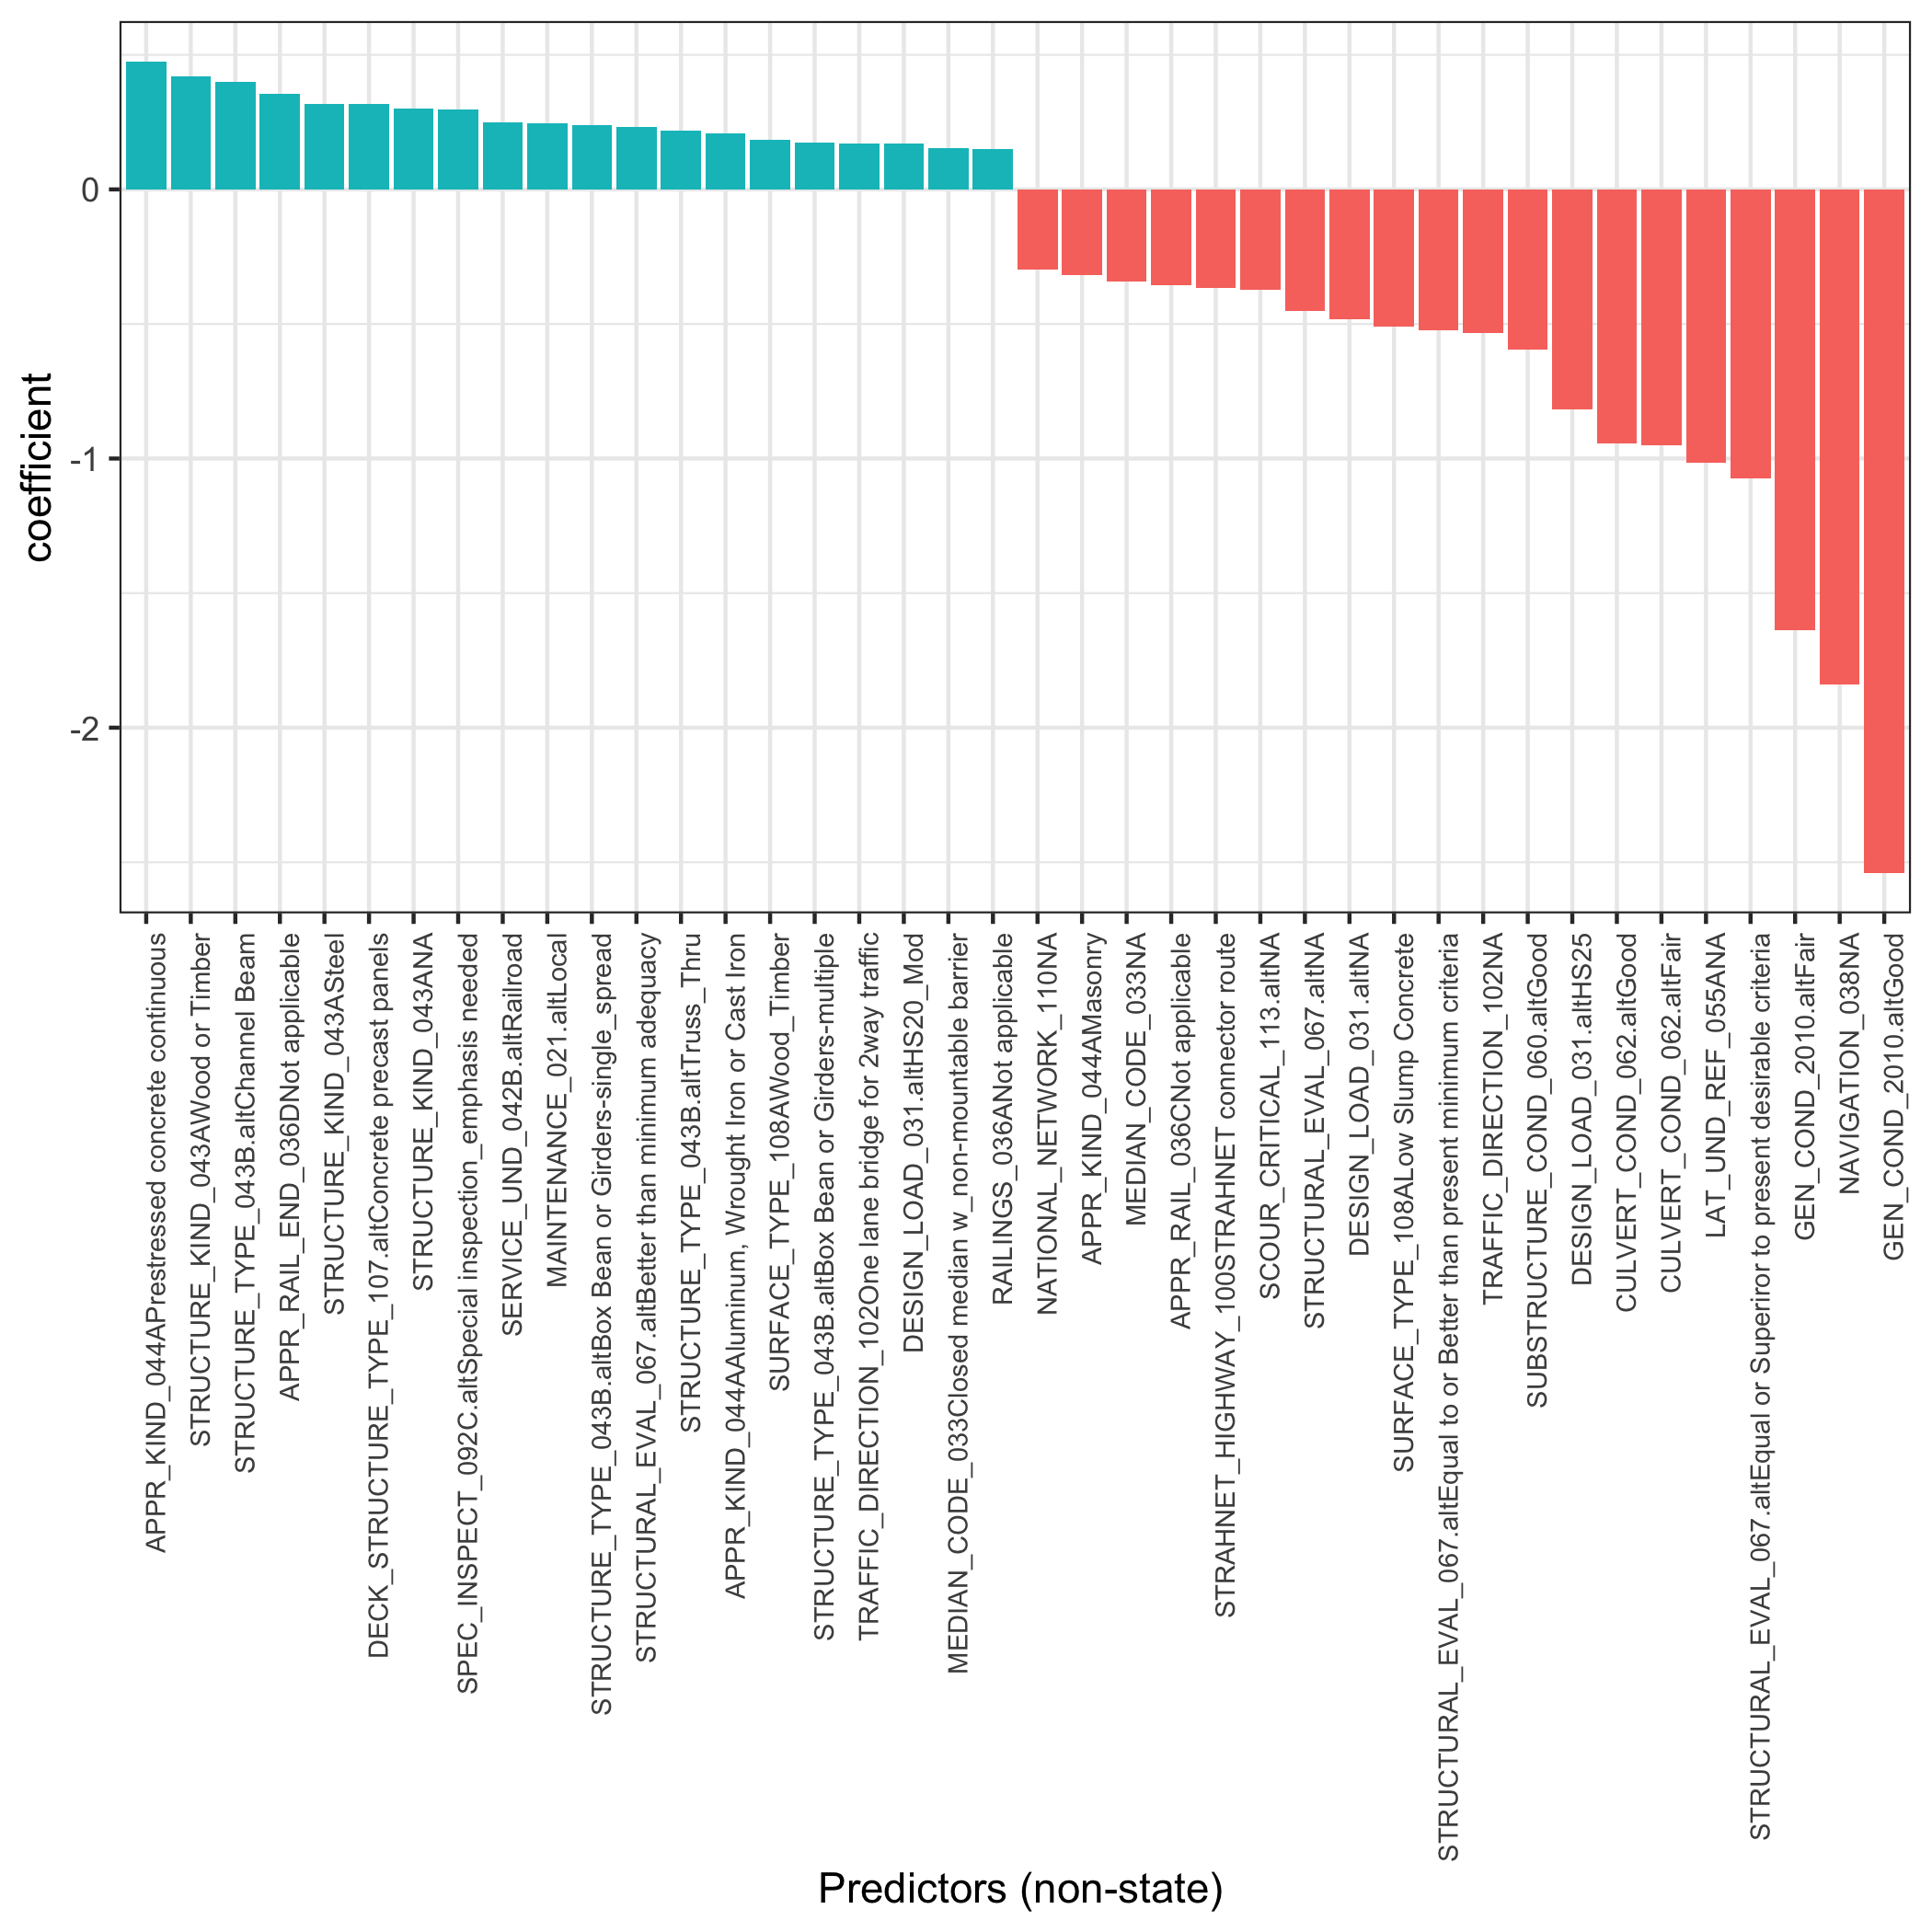 coefficient
0
-1
-2
APPR_KIND_044APrestressed concrete continuous
STRUCTURE_KIND_043AWood or Timber
STRUCTURE_TYPE_043B.altChannel Beam
APPR_RAIL_END_036DNot applicable
STRUCTURE_KIND_043ASteel
DECK_STRUCTURE_TYPE_107.altConcrete precast panels
STRUCTURE_KIND_043ANA
SPEC_INSPECT_092C.altSpecial inspection_emphasis needed
SERVICE_UND_042B.altRailroad
MAINTENANCE_021.altLocal
STRUCTURE_TYPE_043B.altBox Bean or Girders-single_spread
STRUCTURAL_EVAL_067.altBetter than minimum adequacy
STRUCTURE_TYPE_043B.altTruss_Thru
APPR_KIND_044AAluminum, Wrought Iron or Cast Iron
SURFACE_TYPE_108AWood_Timber
STRUCTURE_TYPE_043B.altBox Bean or Girders-multiple
TRAFFIC_DIRECTION_102One lane bridge for 2way traffic
DESIGN_LOAD_031.altHS20_Mod
MEDIAN_CODE_033Closed median w_non-mountable barrier
RAILINGS_036ANot applicable
NATIONAL_NETWORK_110NA
APPR_KIND_044AMasonry
MEDIAN_CODE_033NA
APPR_RAIL_036CNot applicable
STRAHNET_HIGHWAY_100STRAHNET connector route
SCOUR_CRITICAL_113.altNA
STRUCTURAL_EVAL_067.altNA
DESIGN_LOAD_031.altNA
SURFACE_TYPE_108ALow Slump Concrete
STRUCTURAL_EVAL_067.altEqual to or Better than present minimum criteria
TRAFFIC_DIRECTION_102NA
SUBSTRUCTURE_COND_060.altGood
DESIGN_LOAD_031.altHS25
CULVERT_COND_062.altGood
CULVERT_COND_062.altFair
LAT_UND_REF_055ANA
STRUCTURAL_EVAL_067.altEqual or Superior to present desirable criteria
GEN_COND_2010.altFair
NAVIGATION_038NA
GEN_COND_2010.altGood
Predictors (non-state)